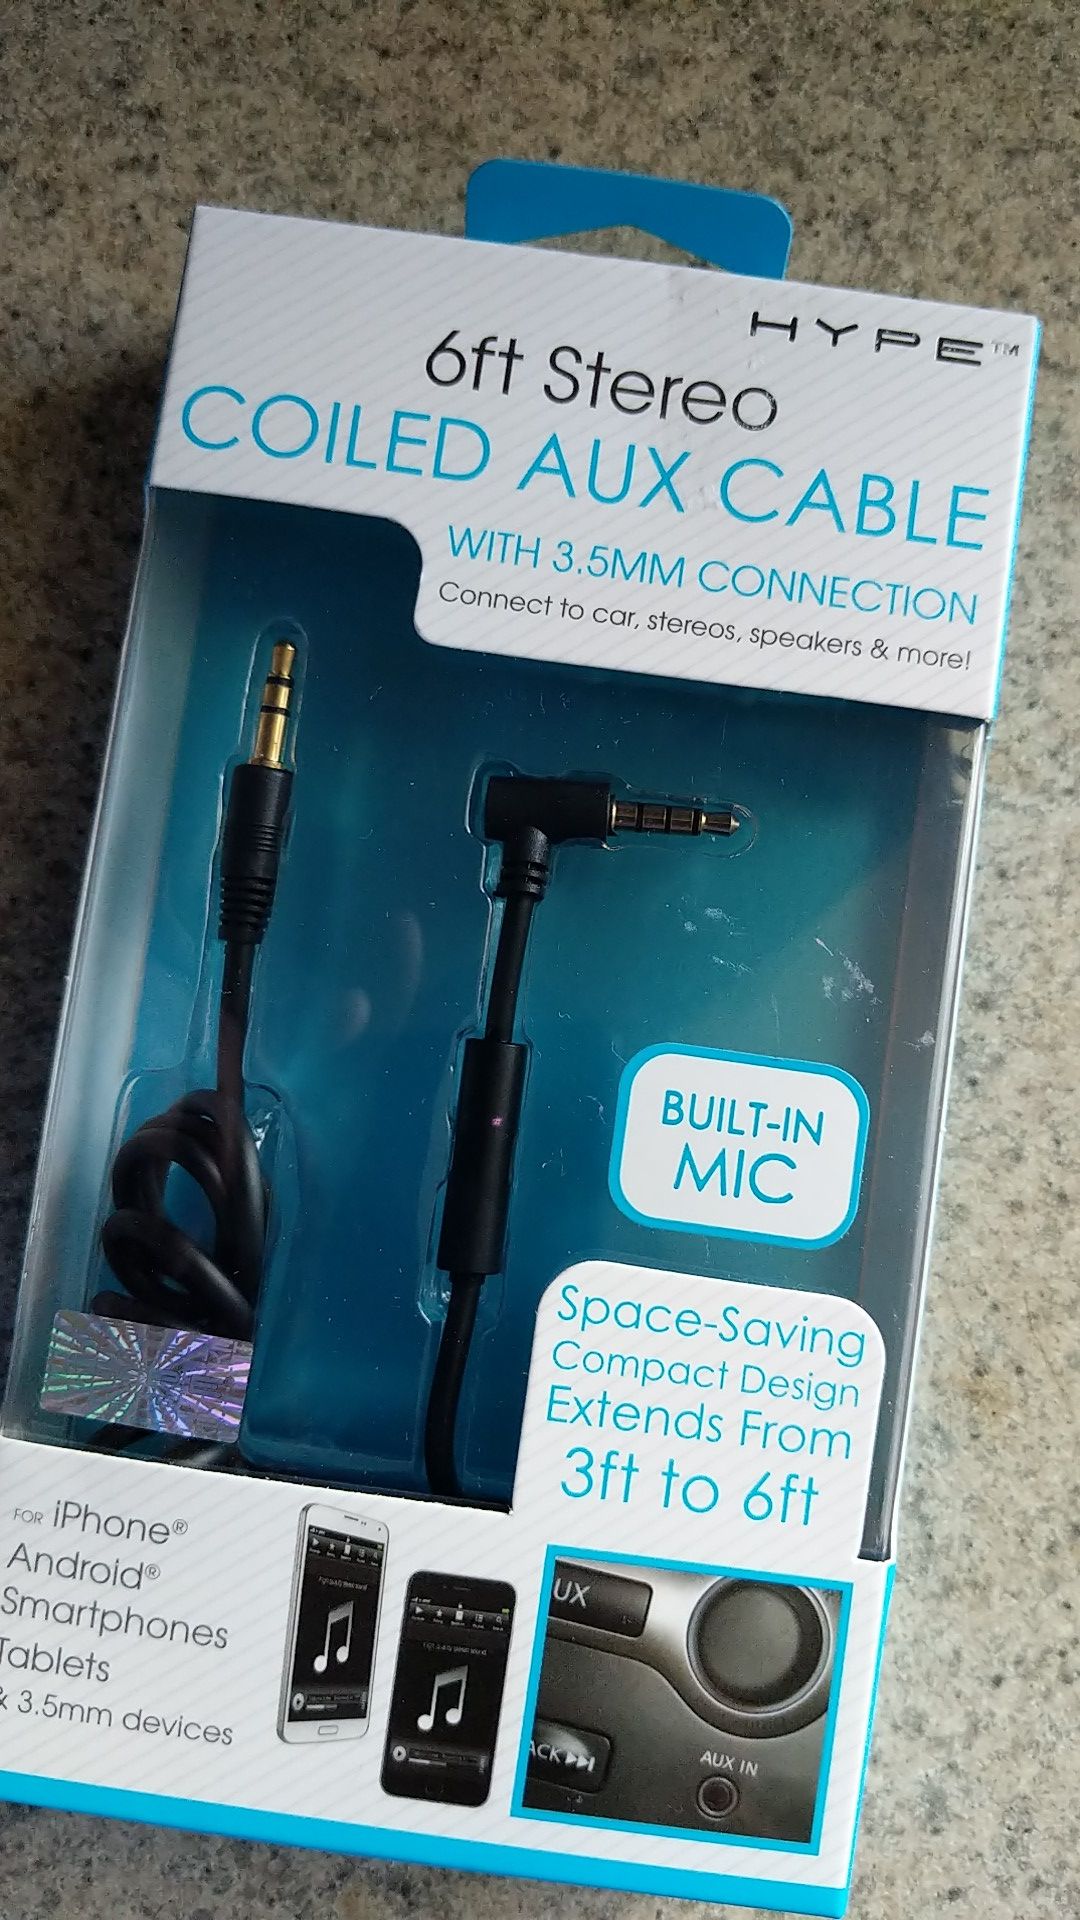 HYPE™
6ft Stereo
COILED AUX CABLE
WITH 3.5MM CONNECTION
Connect to car, stereos, speakers & more!
BUILT-IN
MIC
Space-Saving
Compact Design
Extends From
3ft to 6ft
FOR iPhone®
Android®
Smartphones
Tablets
& 3.5mm devices
UX
ACK
AUX IN